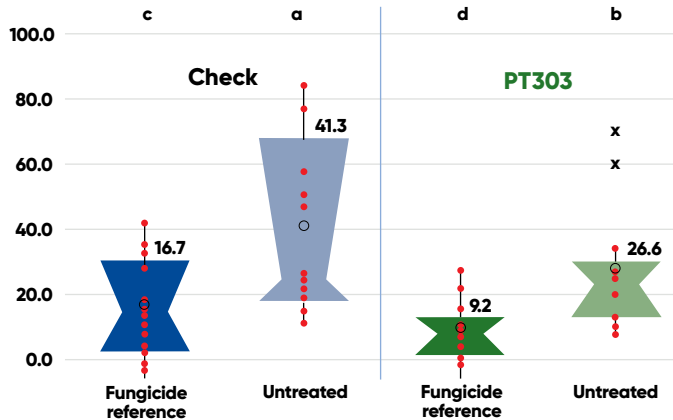 c a d b
100.0
Check PT303
80.0
41.3
x
60.0 x
40.0
16.7 26.6
20.0
9.2
0.0
Fungicide reference Untreated Fungicide reference Untreated